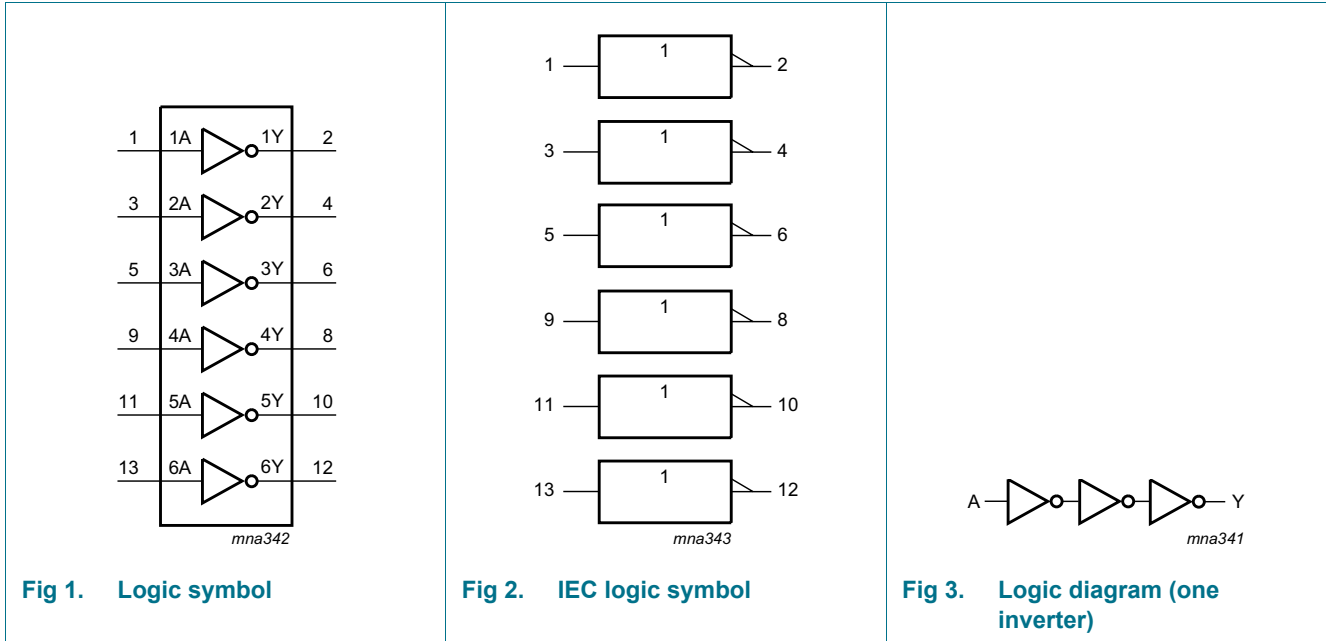 1 1A 1Y 2
3 2A 2Y 4
5 3A 3Y 6
9 4A 4Y 8
11 5A 5Y 10
13 6A 6Y 12
mna342
Fig 1. Logic symbol
1 1 2
3 1 4
5 1 6
9 1 8
11 1 10
13 1 12
mna343
Fig 2. IEC logic symbol
A Y
mna341
Fig 3. Logic diagram (one
inverter)